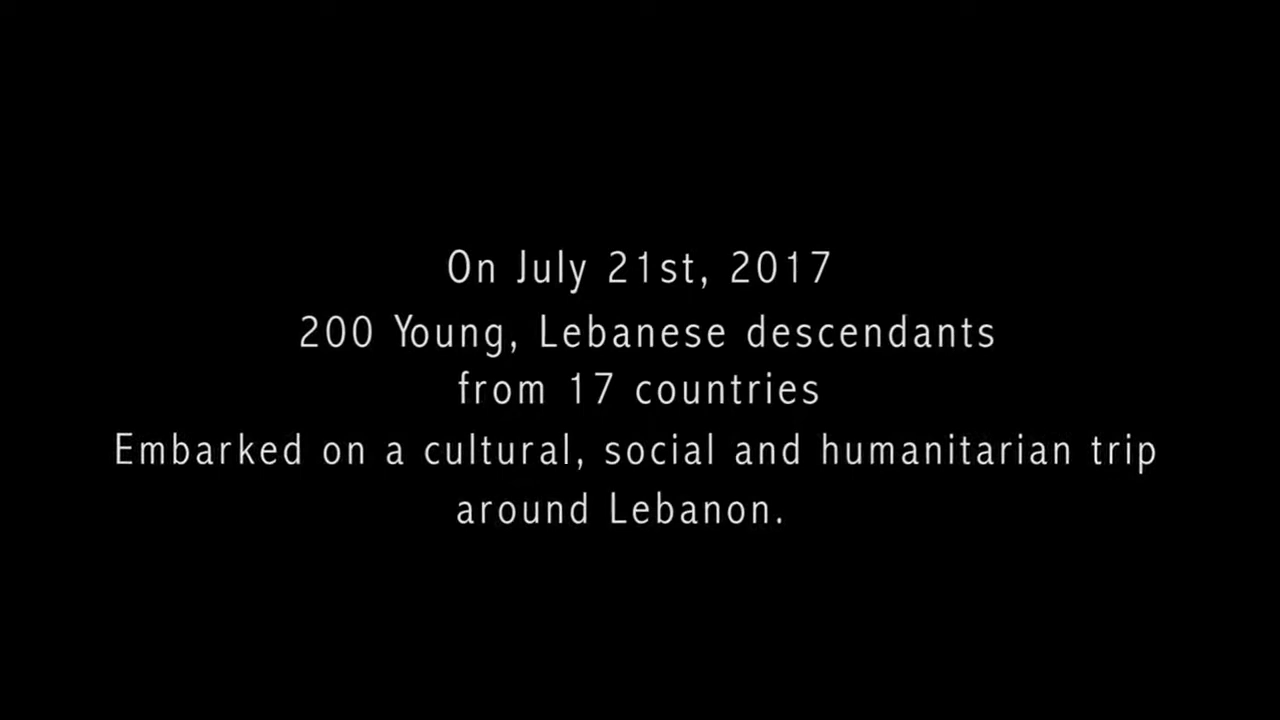 On July 21st, 2017
200 Young, Lebanese descendants
from 17 countries
Embarked on a cultural, social and humanitarian trip
around Lebanon.